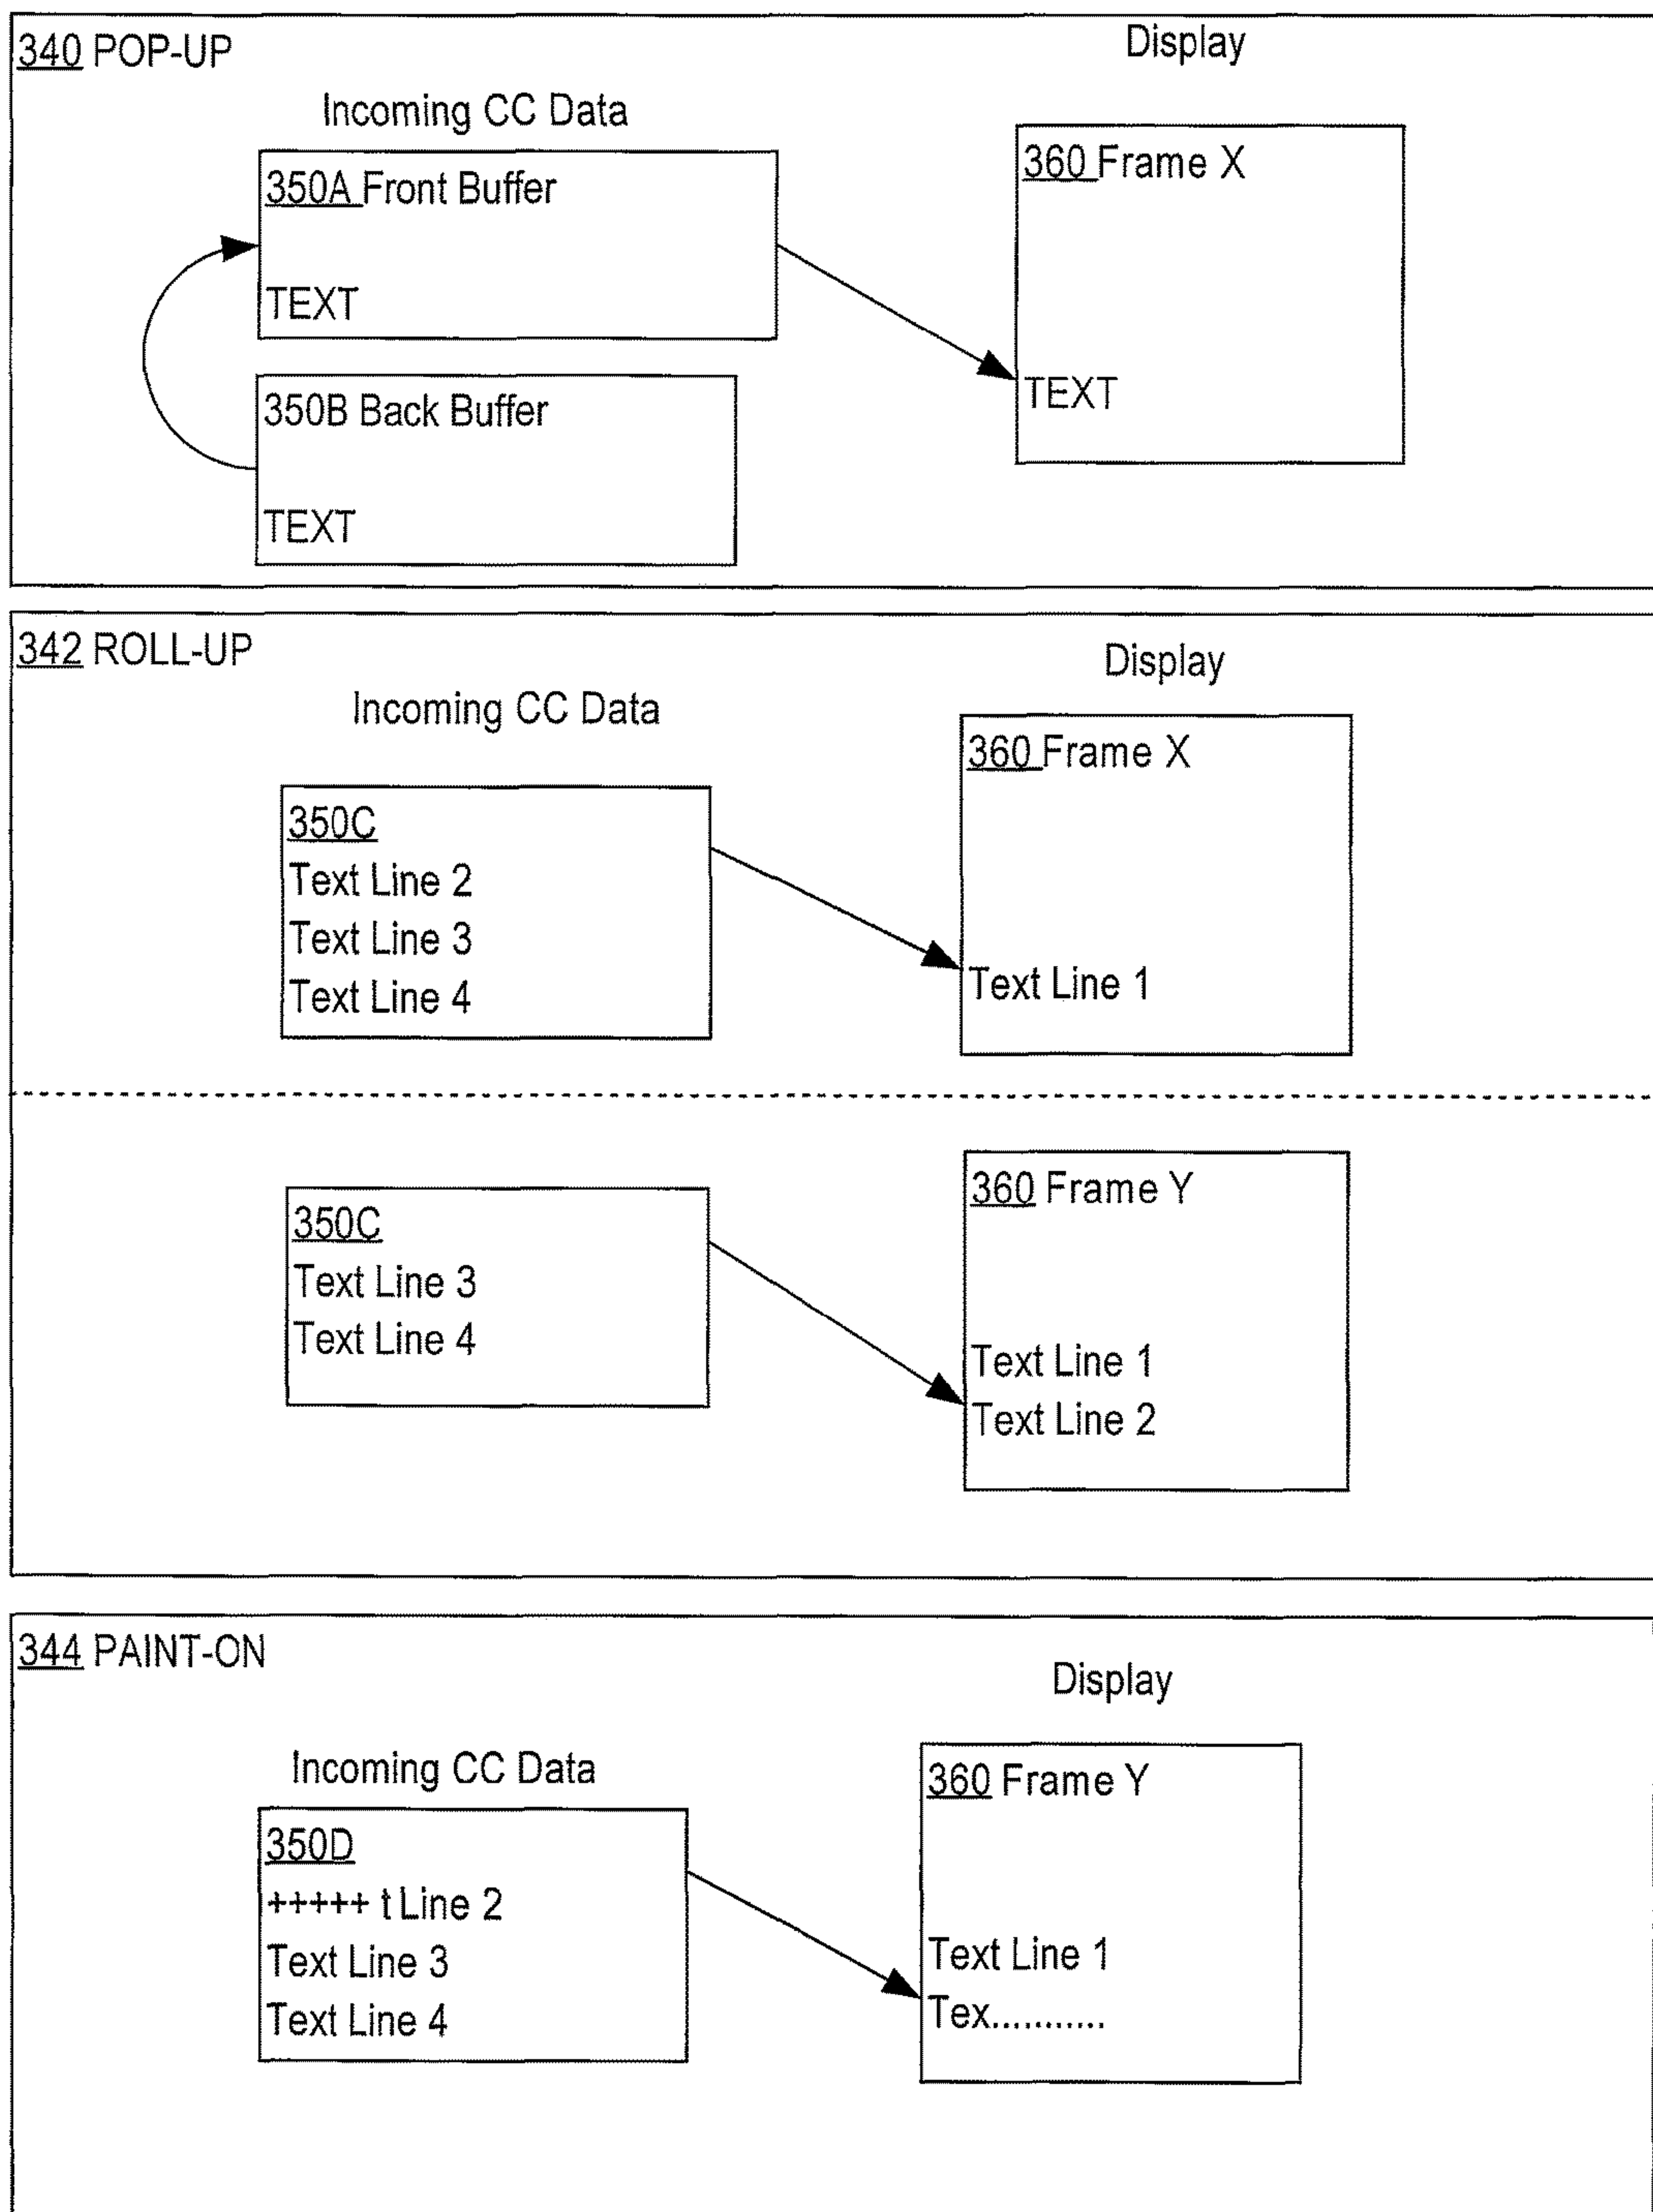 340 POP-UP
Display
Incoming CC Data
350A Front Buffer
TEXT
360 Frame X
TEXT
350B Back Buffer
TEXT
342 ROLL-UP
Display
Incoming CC Data
360 Frame X
350C
Text Line 2
Text Line 3
Text Line 4
Text Line 1
360 Frame Y
350C
Text Line 3
Text Line 4
Text Line 1
Text Line 2
344 PAINT-ON
Display
Incoming CC Data
360 Frame Y
350D
+++++ t Line 2
Text Line 3
Text Line 4
Text Line 1
Tex...........